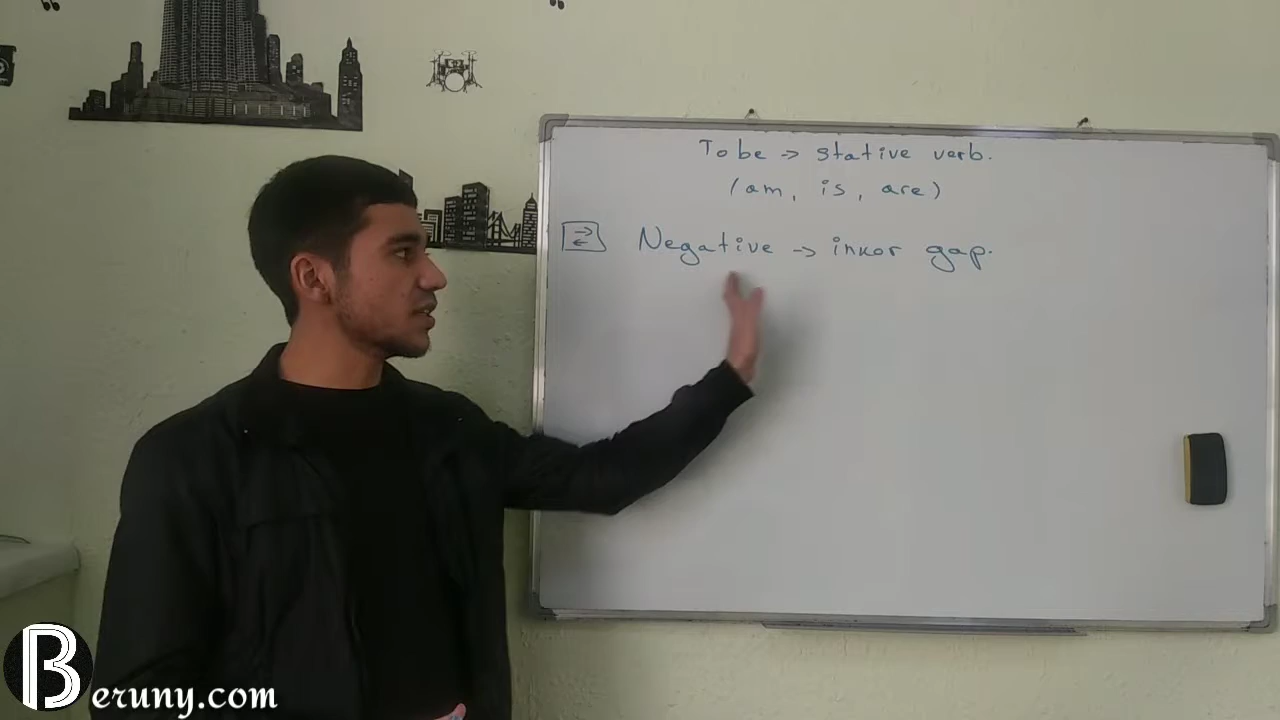 To be → stative verb.
(am, is, are)
Negative → inkor gap.
Beruny.com